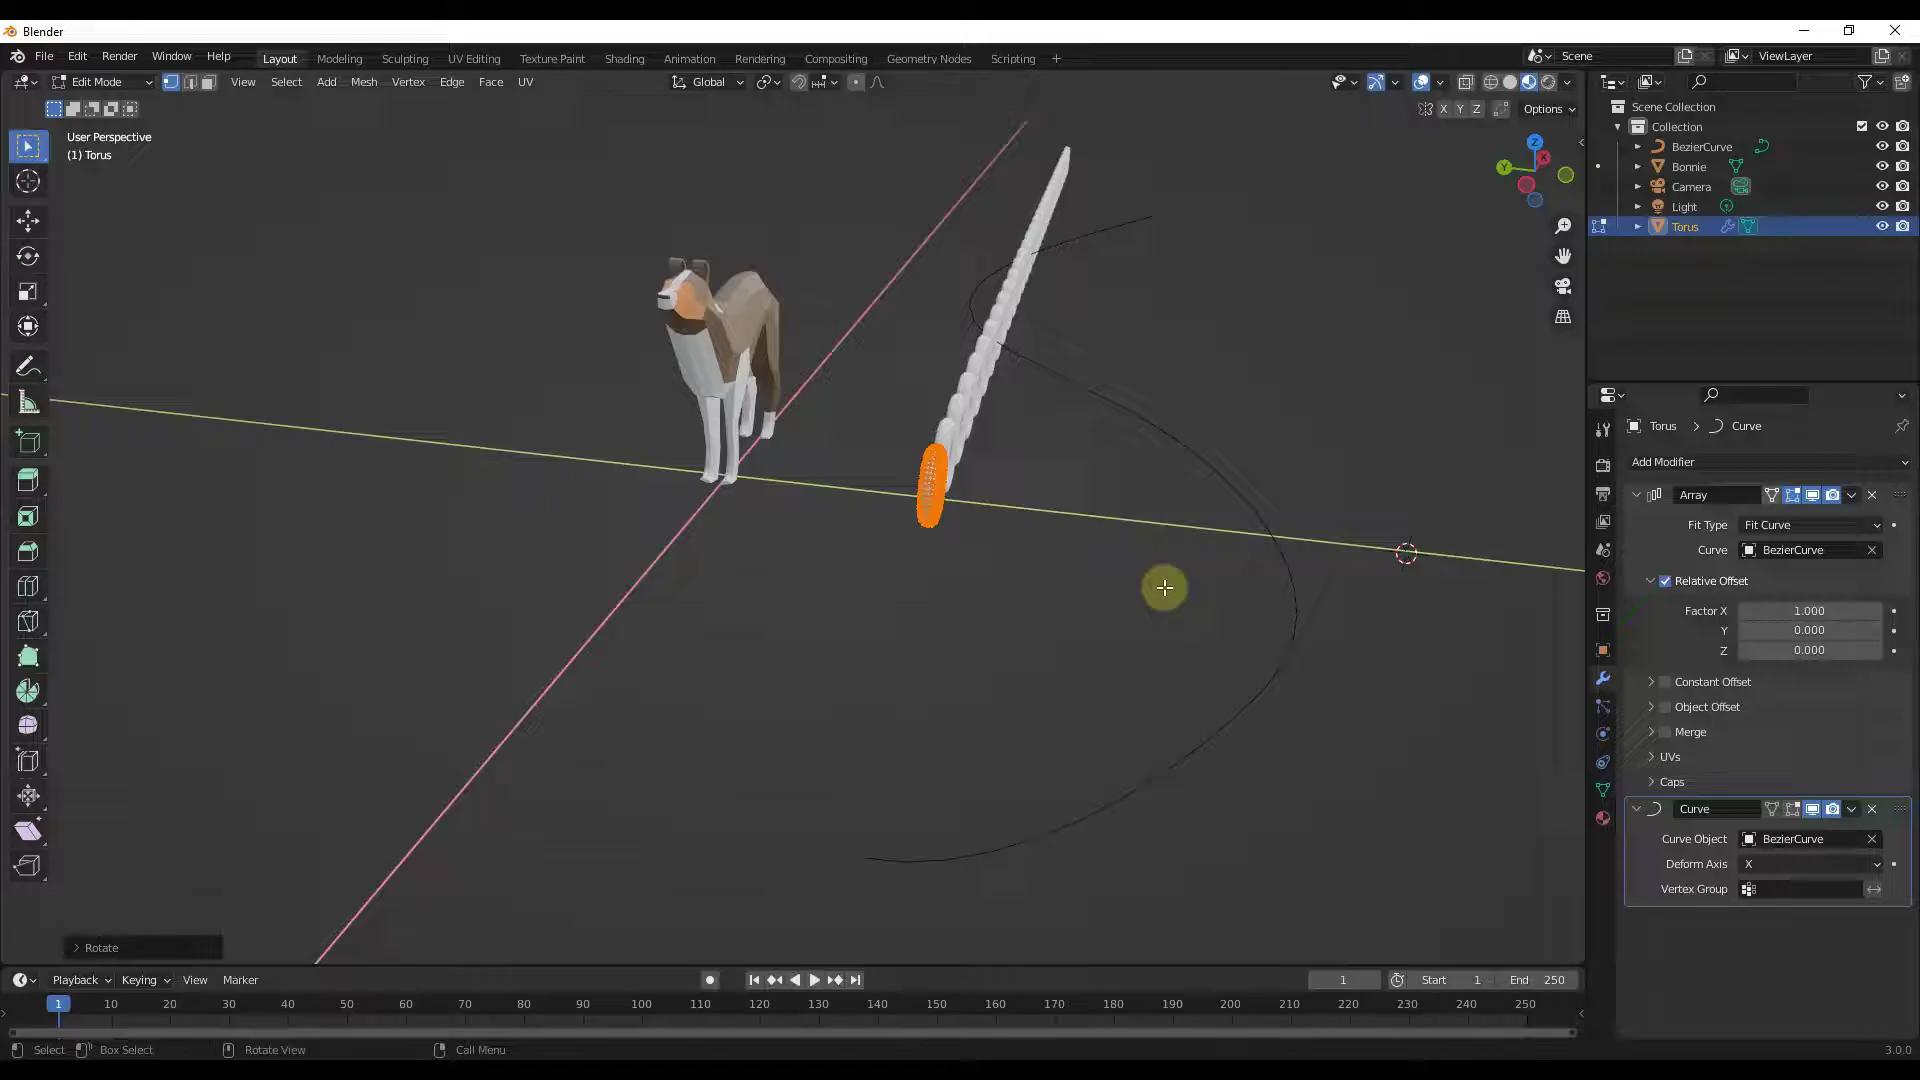 Blender
File Edit Render Window Help Layout Modeling Sculpting UV Editing Texture Paint Shading Animation Rendering Compositing Geometry Nodes Scripting + Scene ViewLayer
Edit Mode View Select Add Mesh Vertex Edge Face UV Global
X Y Z Options
User Perspective
(1) Torus
Z
X
Y
Scene Collection
Collection
BezierCurve
Bonnie
Camera
Light
Torus
Torus > Curve
Add Modifier
Array
Fit Type Fit Curve
Curve BezierCurve
Relative Offset
Factor X 1.000
Y 0.000
Z 0.000
Constant Offset
Object Offset
Merge
UVs
Caps
Curve
Curve Object BezierCurve
Deform Axis X
Vertex Group
> Rotate
Playback Keying View Marker 1 Start 1 End 250
1 10 20 30 40 50 60 70 80 90 100 110 120 130 140 150 160 170 180 190 200 210 220 230 240 250
Select Box Select Rotate View Call Menu 3.0.0